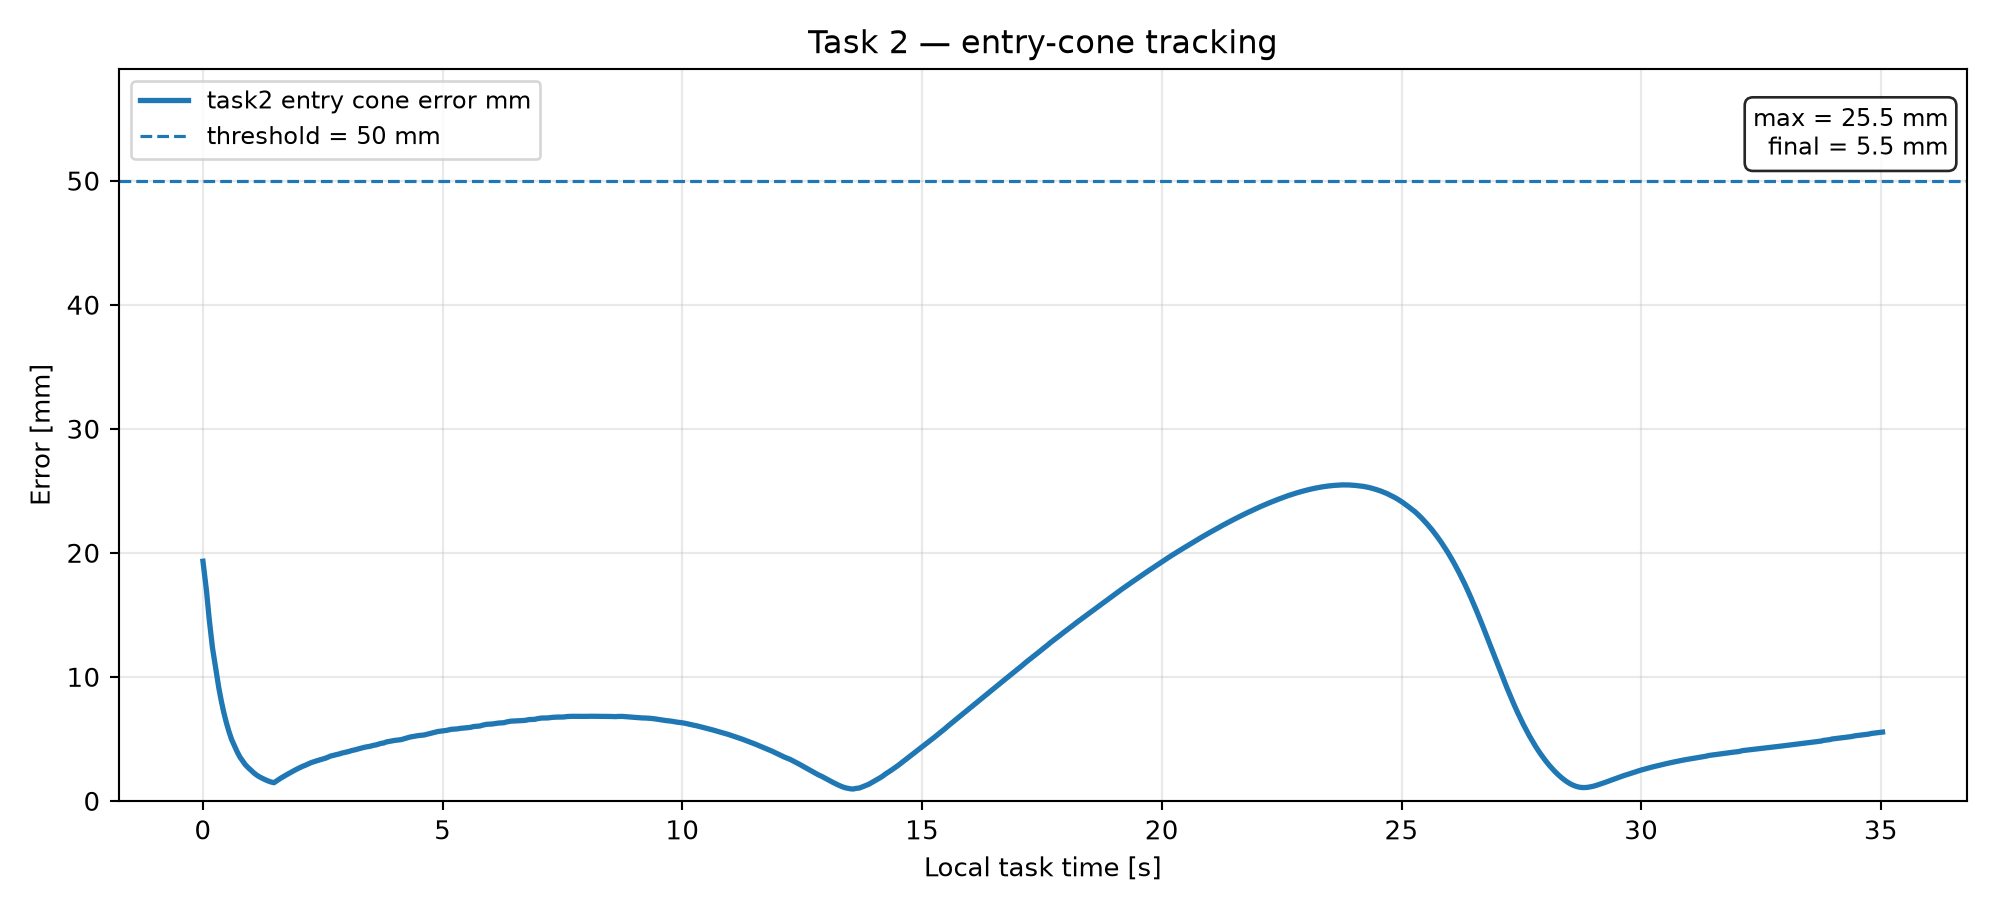 Task 2 — entry-cone tracking
task2 entry cone error mm
threshold = 50 mm
max = 25.5 mm
final = 5.5 mm
Error [mm]
50
40
30
20
10
0
0 5 10 15 20 25 30 35
Local task time [s]